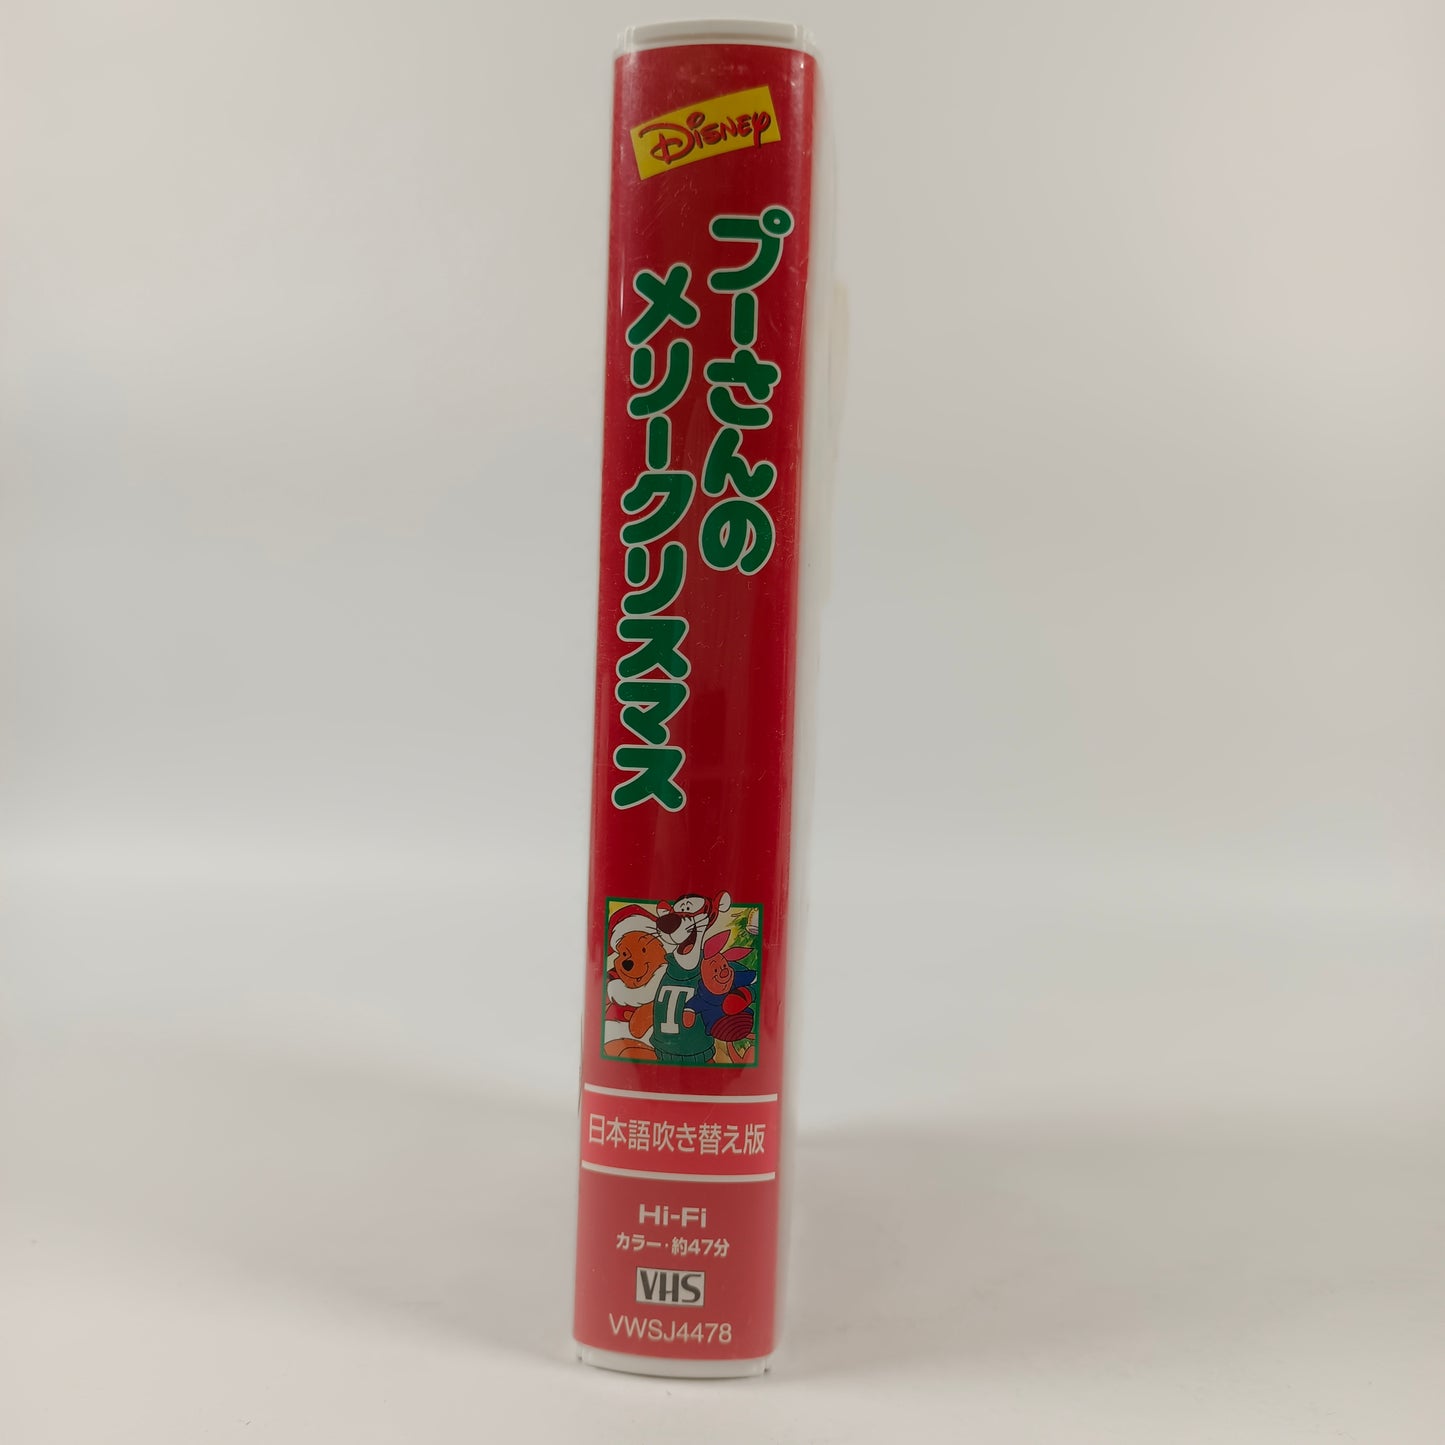 Disney
プーさんの
メリークリスマス
T
日本語吹き替え版
Hi-Fi
カラー・約47分
VHS
VWSJ4478